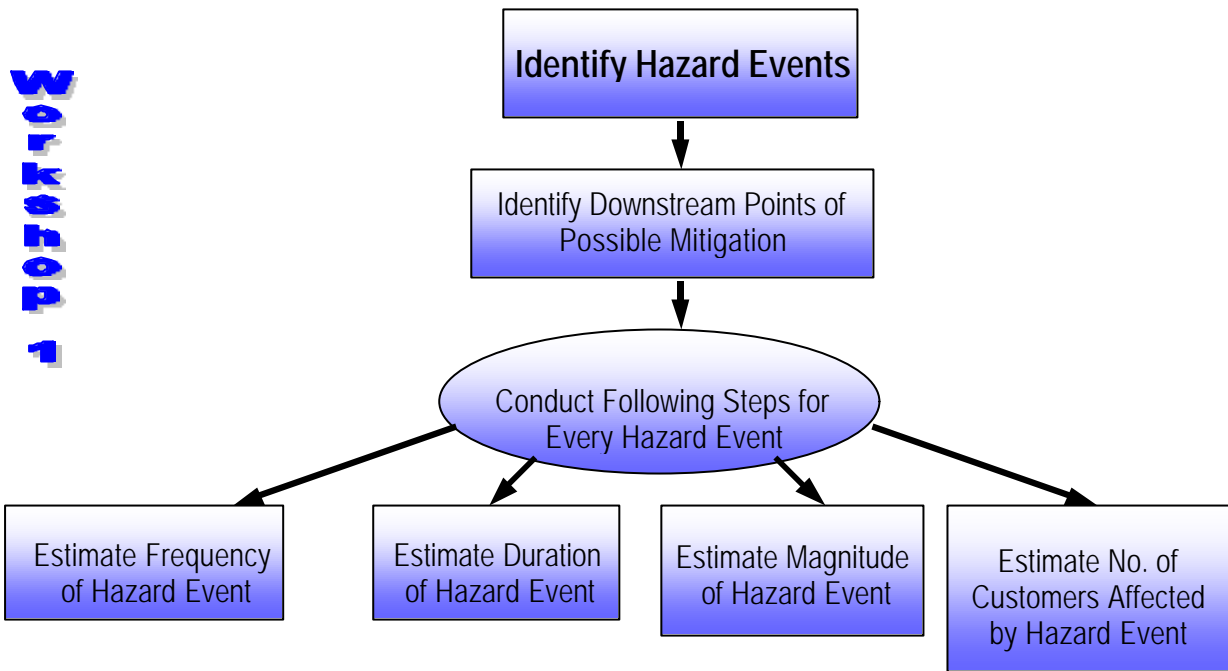 Workshop 1
Identify Hazard Events
Identify Downstream Points of
Possible Mitigation
Conduct Following Steps for
Every Hazard Event
Estimate Frequency
of Hazard Event
Estimate Duration
of Hazard Event
Estimate Magnitude
of Hazard Event
Estimate No. of
Customers Affected
by Hazard Event